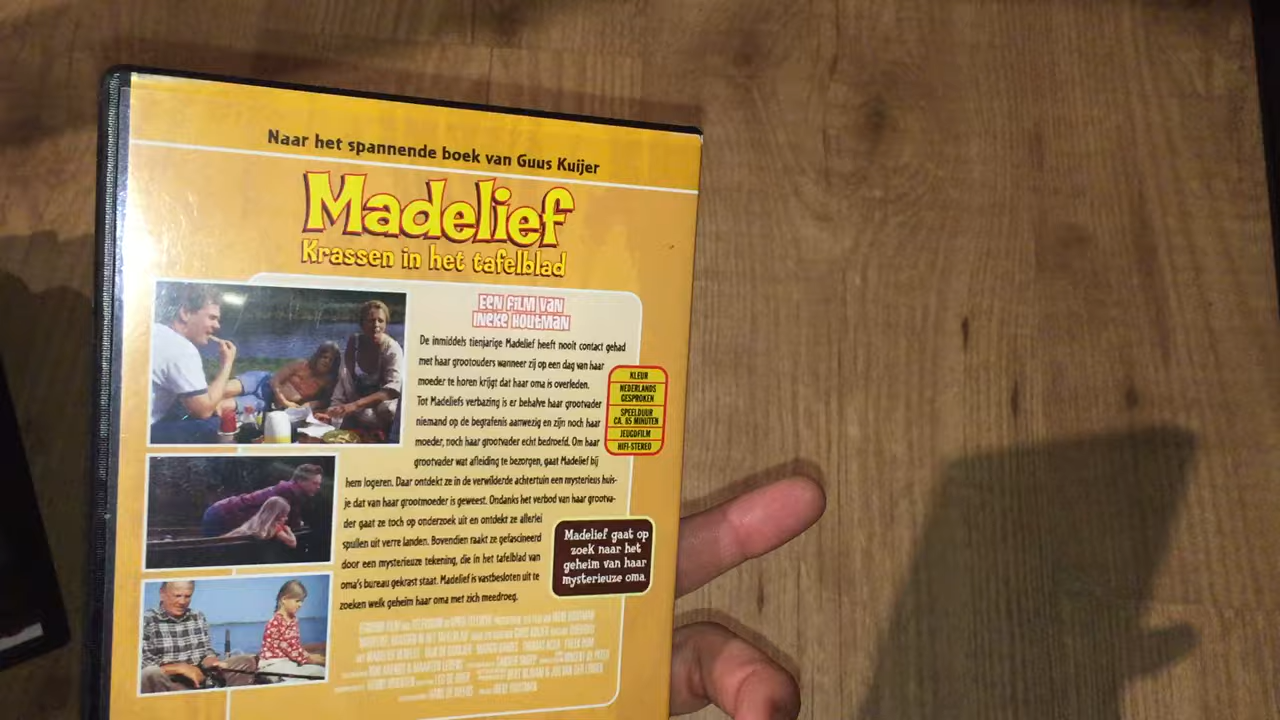 Naar het spannende boek van Guus Kuijer
Madelief
Krassen in het tafelblad
EEN FILM VAN
INEKE HOUTMAN
De inmiddels tienjarige Madelief heeft nooit contact gehad
met haar grootouders wanneer zij op een dag van haar
moeder te horen krijgt dat haar oma is overleden.
Tot Madeliefs verbazing is er behalve haar grootvader
niemand op de begrafenis aanwezig en zijn noch haar
moeder, noch haar grootvader echt bedroefd. Om haar
grootvader wat afleiding te bezorgen, gaat Madelief bij
hem logeren. Daar ontdekt ze in de verwilderde achtertuin een mysterieus huis-
je dat van haar grootmoeder is geweest. Ondanks het verbod van haar grootva-
der gaat ze toch op onderzoek uit en ontdekt ze allerlei
spullen uit verre landen. Bovendien raakt ze gefascineerd
door een mysterieuze tekening, die in het tafelblad van
oma's bureau gekrast staat. Madelief is vastbesloten uit te
zoeken welk geheim haar oma met zich meedroeg.
KLEUR
NEDERLANDS
GESPROKEN
SPEELDUUR
CA. 85 MINUTEN
JEUGDFILM
HIFI-STEREO
Madelief gaat op
zoek naar het
geheim van haar
mysterieuze oma.